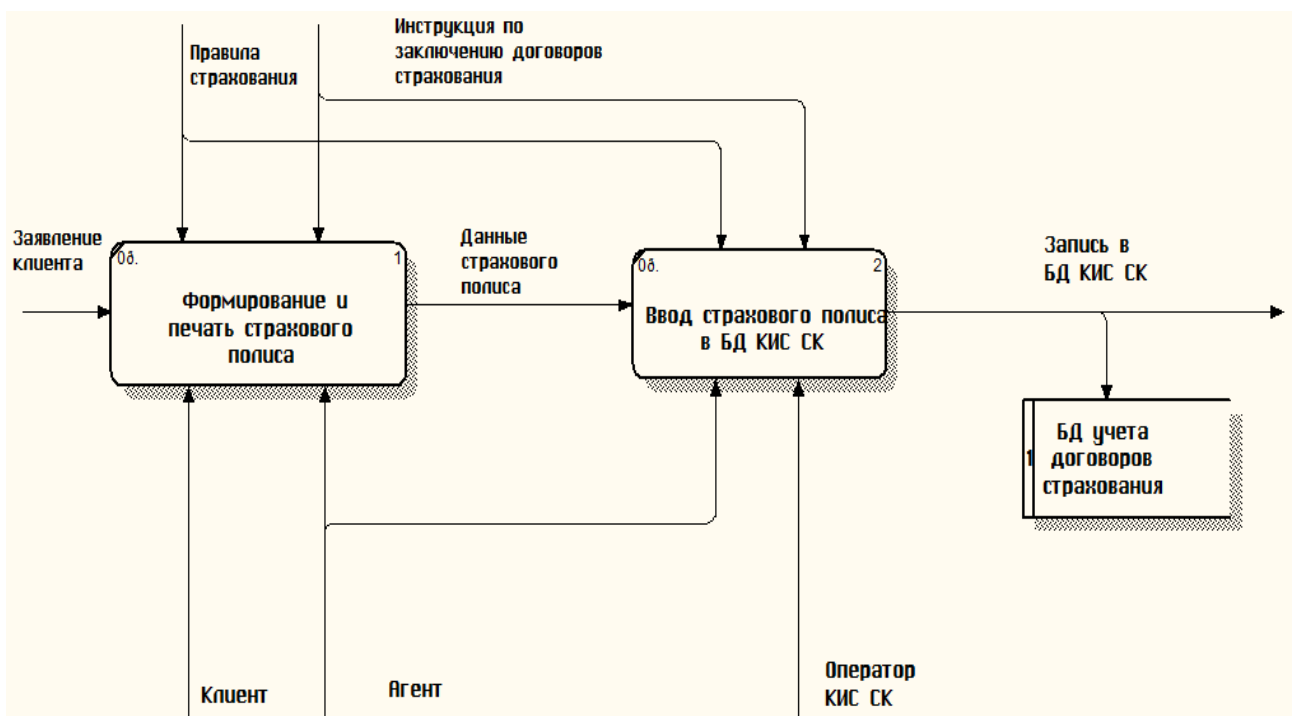 Правила
страхования
Инструкция по
заключению договоров
страхования
Заявление
клиента
0д.
1
Формирование и
печать страхового
полиса
Данные
страхового
полиса
0д.
2
Ввод страхового полиса
в БД КИС СК
Запись в
БД КИС СК
1
БД учета
договоров
страхования
Клиент
Агент
Оператор
КИС СК